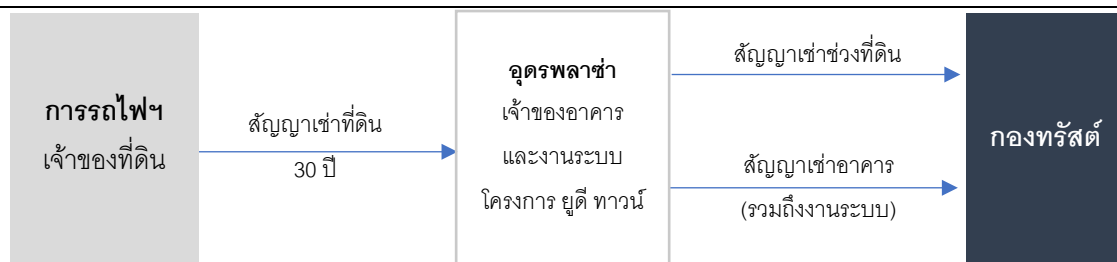 การรถไฟฯ
เจ้าของที่ดิน
สัญญาเช่าที่ดิน
30 ปี
อุดรพลาซ่า
เจ้าของอาคาร
และงานระบบ
โครงการ ยูดี ทาวน์
สัญญาเช่าช่วงที่ดิน
สัญญาเช่าอาคาร
(รวมถึงงานระบบ)
กองทรัสต์